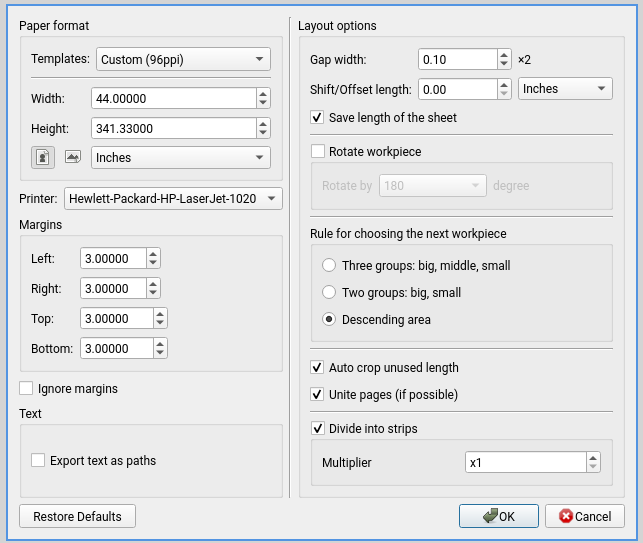 Paper format
Templates: Custom (96ppi)
Width: 44.00000
Height: 341.33000
Inches
Printer: Hewlett-Packard-HP-LaserJet-1020
Margins
Left: 3.00000
Right: 3.00000
Top: 3.00000
Bottom: 3.00000
Ignore margins
Text
Export text as paths
Restore Defaults
Layout options
Gap width: 0.10 ×2
Shift/Offset length: 0.00 Inches
Save length of the sheet
Rotate workpiece
Rotate by 180 degree
Rule for choosing the next workpiece
Three groups: big, middle, small
Two groups: big, small
Descending area
Auto crop unused length
Unite pages (if possible)
Divide into strips
Multiplier x1
OK Cancel